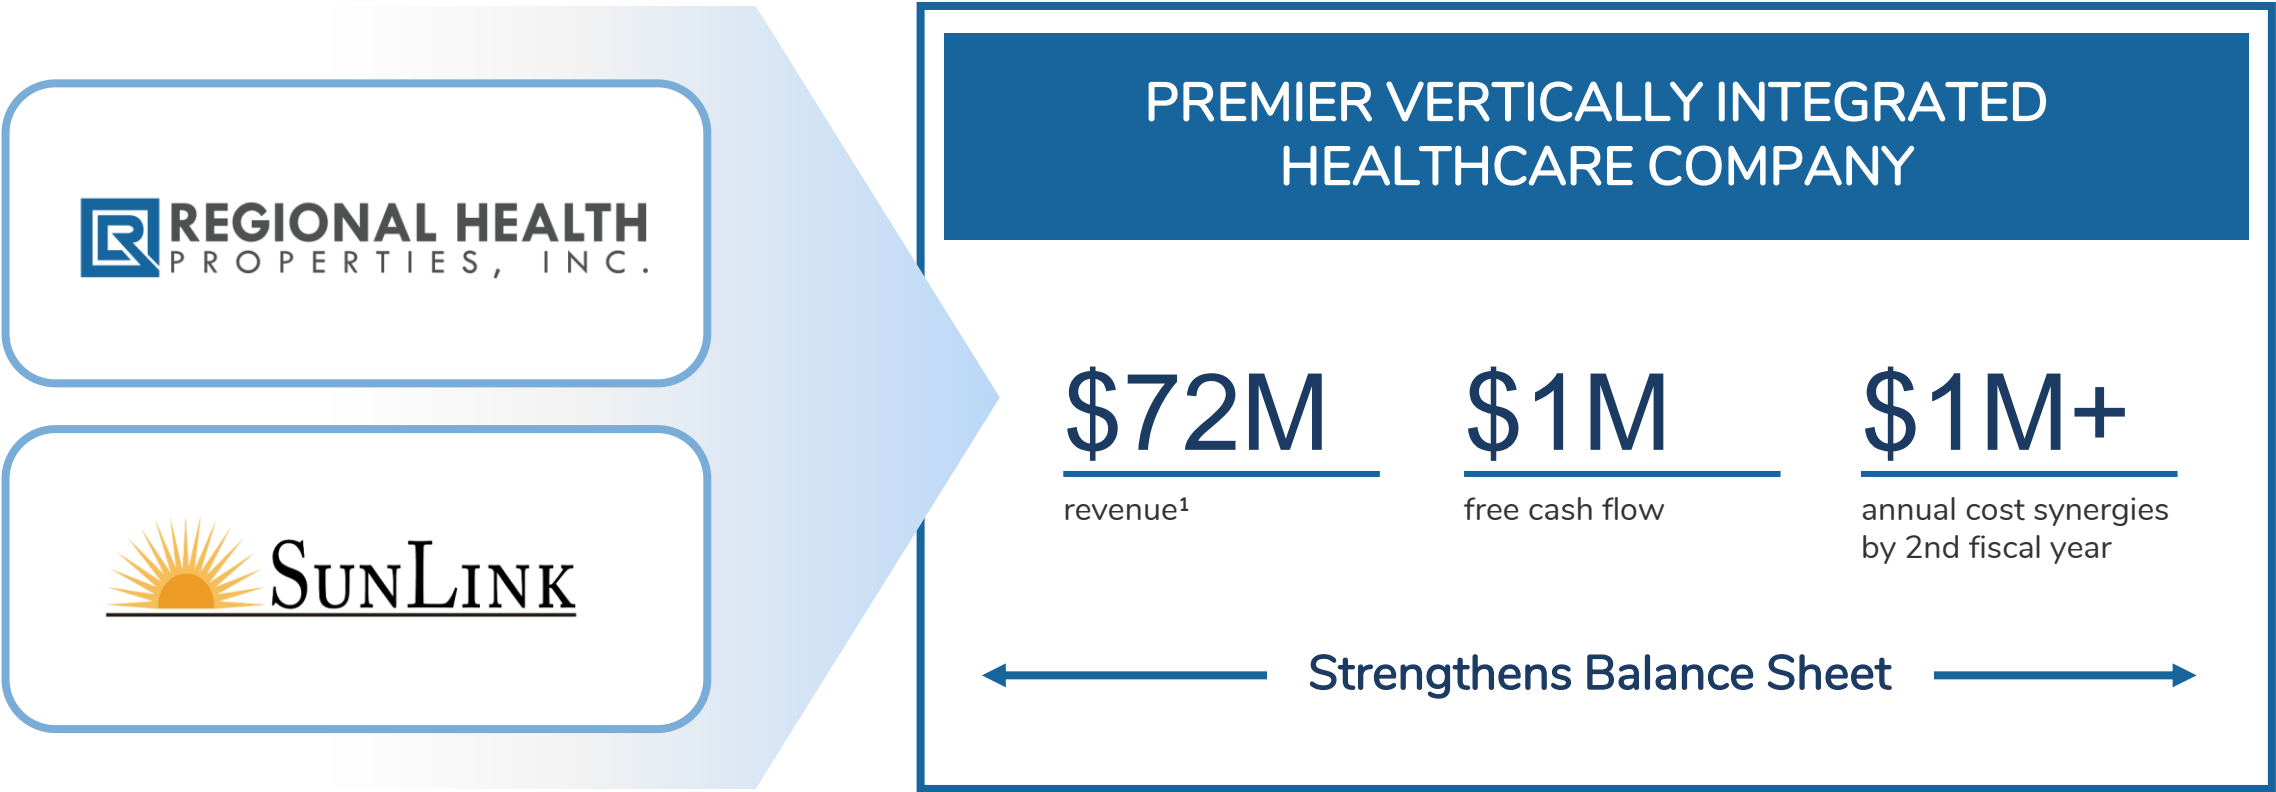 REGIONAL HEALTH
PROPERTIES, INC.
SUNLINK
PREMIER VERTICALLY INTEGRATED
HEALTHCARE COMPANY
$72M
revenue¹
$1M
free cash flow
$1M+
annual cost synergies
by 2nd fiscal year
Strengthens Balance Sheet